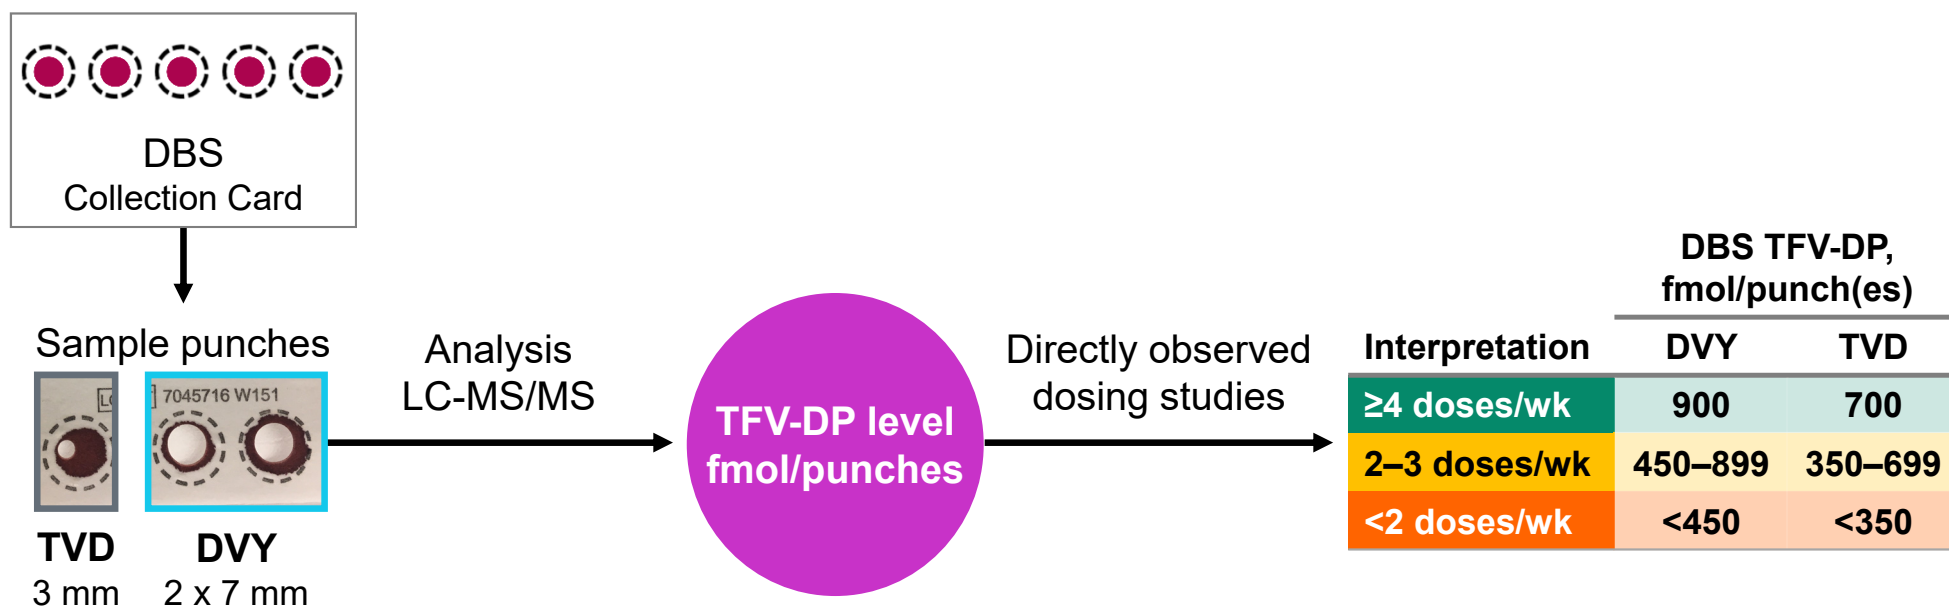 DBS
Collection Card
Sample punches
7045716 W151
TVD
3 mm
DVY
2 x 7 mm
Analysis
LC-MS/MS
TFV-DP level
fmol/punches
Directly observed
dosing studies
DBS TFV-DP,
fmol/punch(es)
Interpretation DVY TVD
≥4 doses/wk 900 700
2–3 doses/wk 450–899 350–699
<2 doses/wk <450 <350